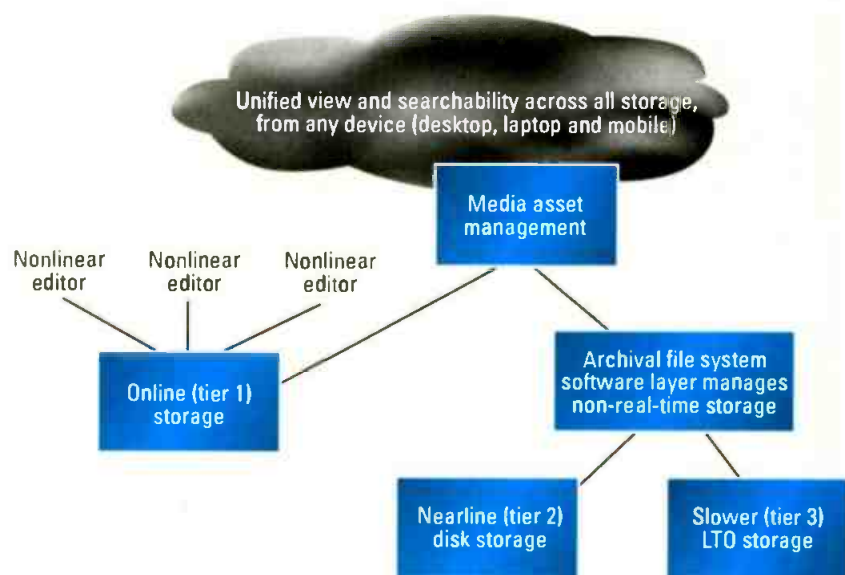 Unified view and searchability across all storage,
from any device (desktop, laptop and mobile)
Media asset
management
Nonlinear
editor
Nonlinear
editor
Nonlinear
editor
Online (tier 1)
storage
Archival file system
software layer manages
non-real-time storage
Nearline (tier 2)
disk storage
Slower (tier 3)
LTO storage